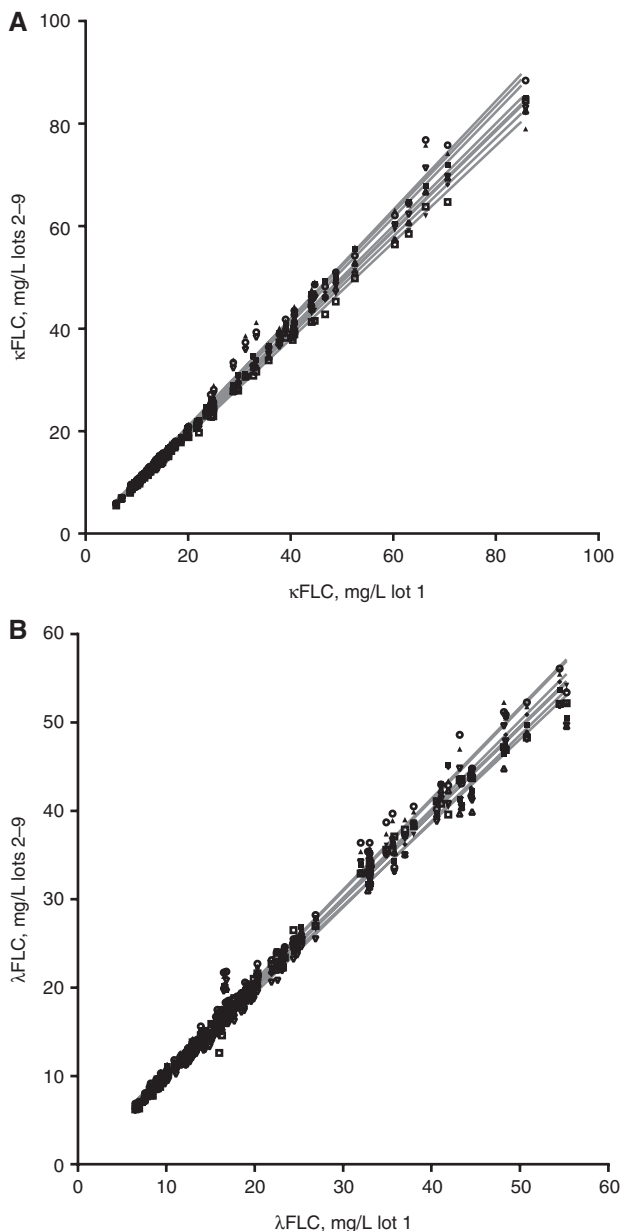 A
100
80
60
40
20
0
κFLC, mg/L lots 2–9
0 20 40 60 80 100
κFLC, mg/L lot 1
B
60
50
40
30
20
10
0
λFLC, mg/L lots 2–9
0 10 20 30 40 50 60
λFLC, mg/L lot 1